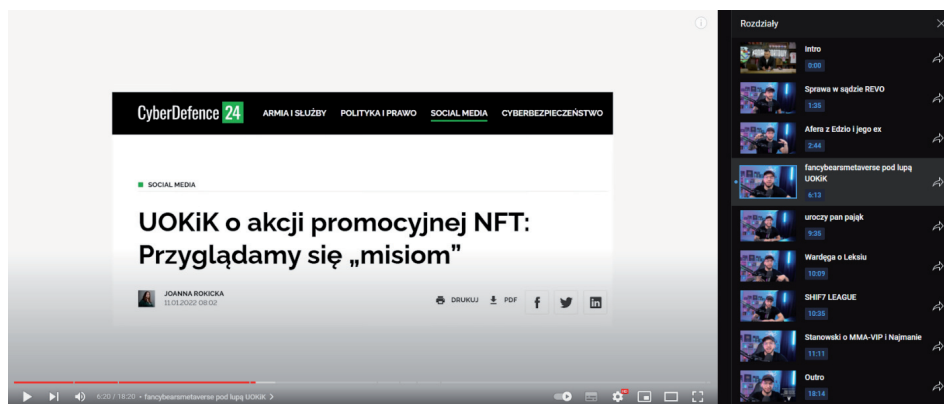 CyberDefence 24
ARMIA I SŁUŻBY POLITYKA I PRAWO SOCIAL MEDIA CYBERBEZPIECZEŃSTWO
SOCIAL MEDIA
UOKiK o akcji promocyjnej NFT:
Przyglądamy się „misiom”
JOANNA ROKICKA
11.01.2022 08:02
DRUKUJ PDF
6:20 / 18:20 • fancybearsmetaverse pod lupą UOKiK
Rozdziały
Intro
0:00
Sprawa w sądzie REVO
1:35
Afera z Edzio i jego ex
2:44
fancybearsmetaverse pod lupą
UOKiK
6:13
uroczy pan pająk
9:35
Wardęga o Leksiu
10:09
SHIF7 LEAGUE
10:35
Stanowski o MMA-VIP i Najmanie
11:11
Outro
18:14